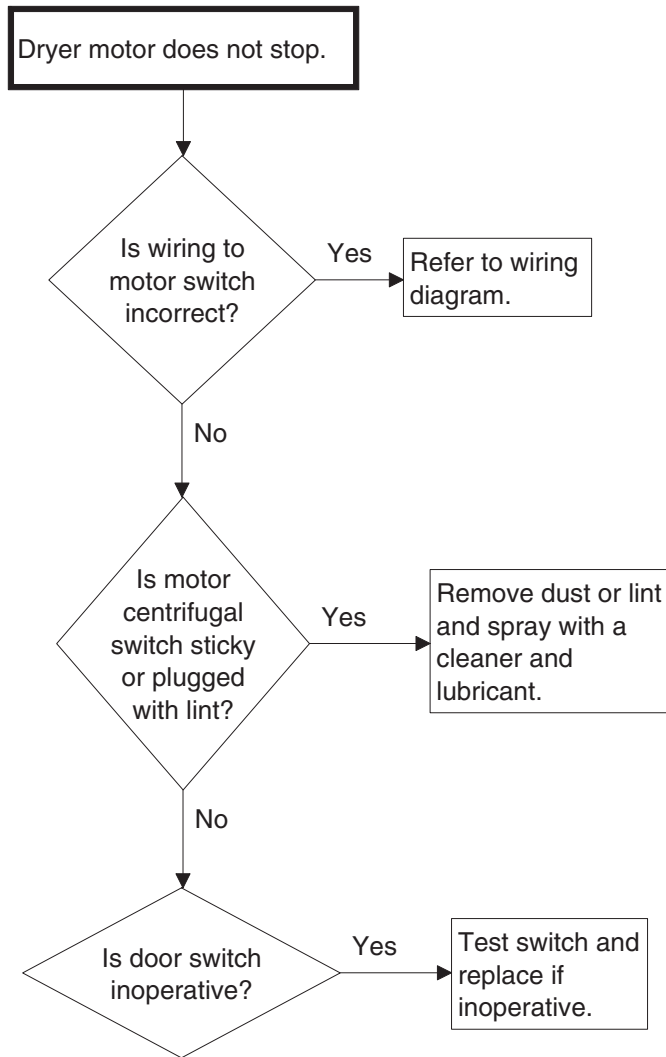 Dryer motor does not stop.
Is wiring to
motor switch
incorrect?
Yes
Refer to wiring
diagram.
No
Is motor
centrifugal
switch sticky
or plugged
with lint?
Yes
Remove dust or lint
and spray with a
cleaner and
lubricant.
No
Is door switch
inoperative?
Yes
Test switch and
replace if
inoperative.